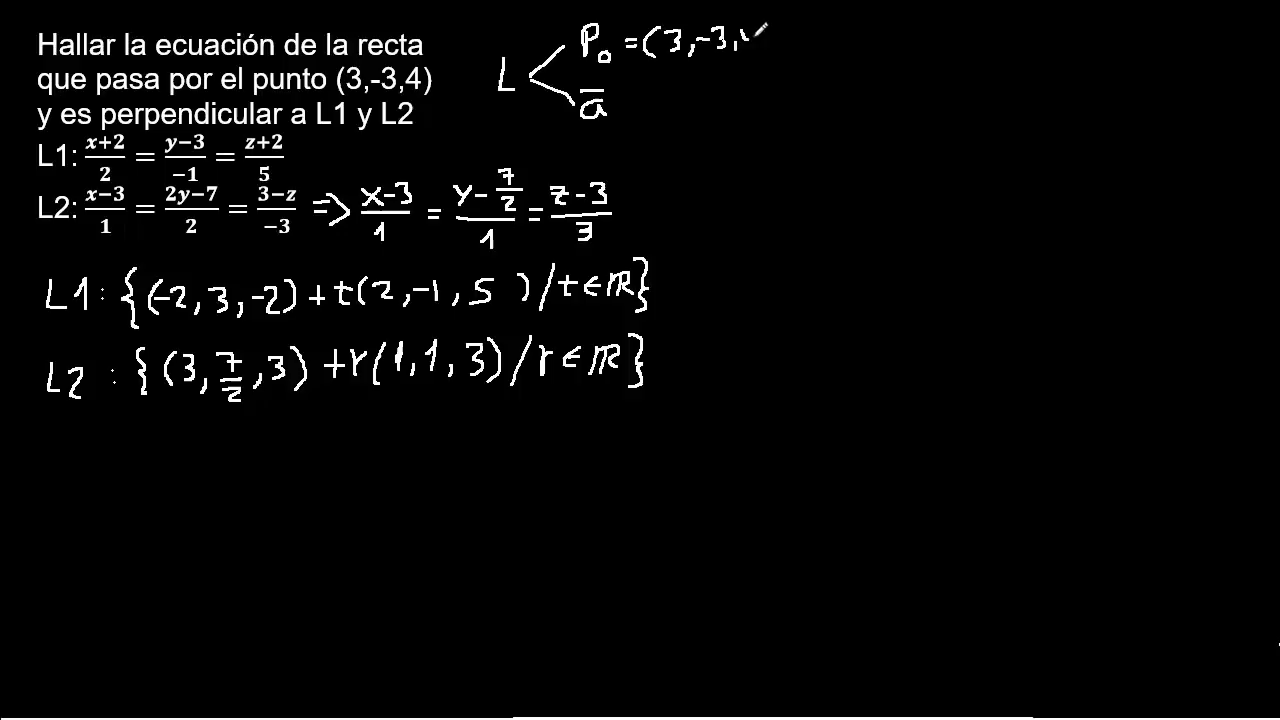 Hallar la ecuación de la recta
que pasa por el punto (3,-3,4)
y es perpendicular a L1 y L2
L1: x+2/2 = y−3/−1 = z+2/5
L2: x−3/1 = 2y−7/2 = 3−z/−3 => x-3/1 = y-7/2/1 = z-3/3
L1: {(-2,3,-2)+t(2,-1,5)/t∈ℝ}
L2: {(3,7/2,3)+r(1,1,3)/r∈ℝ}
L < P₀=(3,-3,
a̅